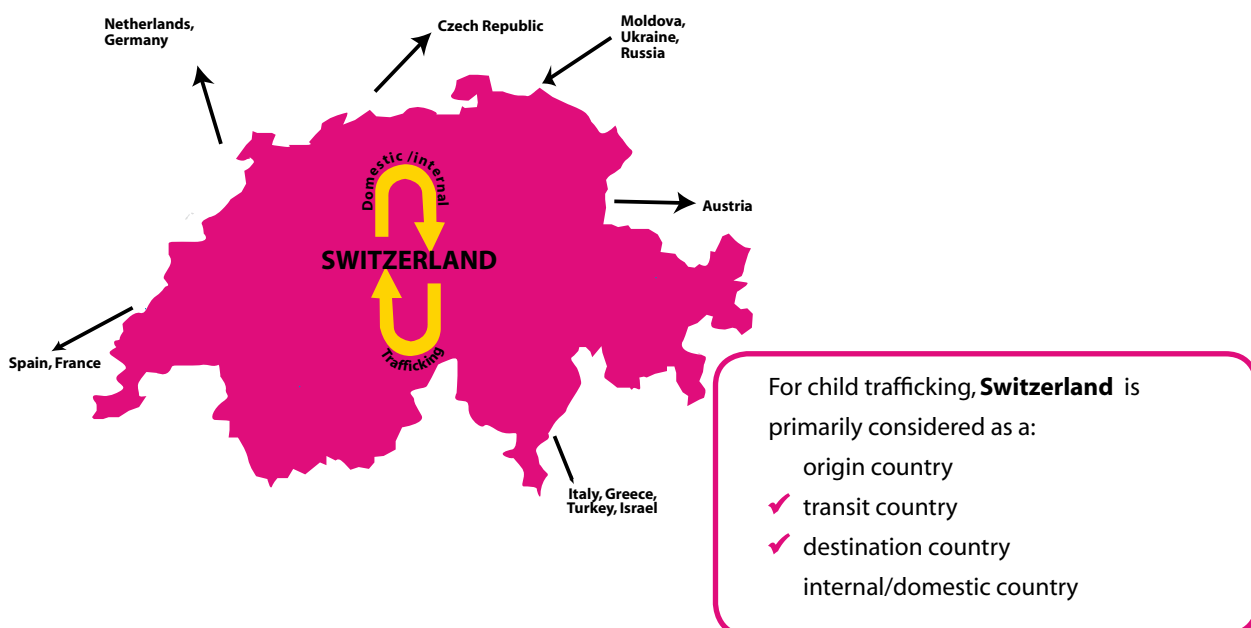 Netherlands,
Germany
Czech Republic
Moldova,
Ukraine,
Russia
Domestic /internal
Austria
SWITZERLAND
Trafficking
Spain, France
Italy, Greece,
Turkey, Israel
For child trafficking, Switzerland is
primarily considered as a:
origin country
✓ transit country
✓ destination country
internal/domestic country